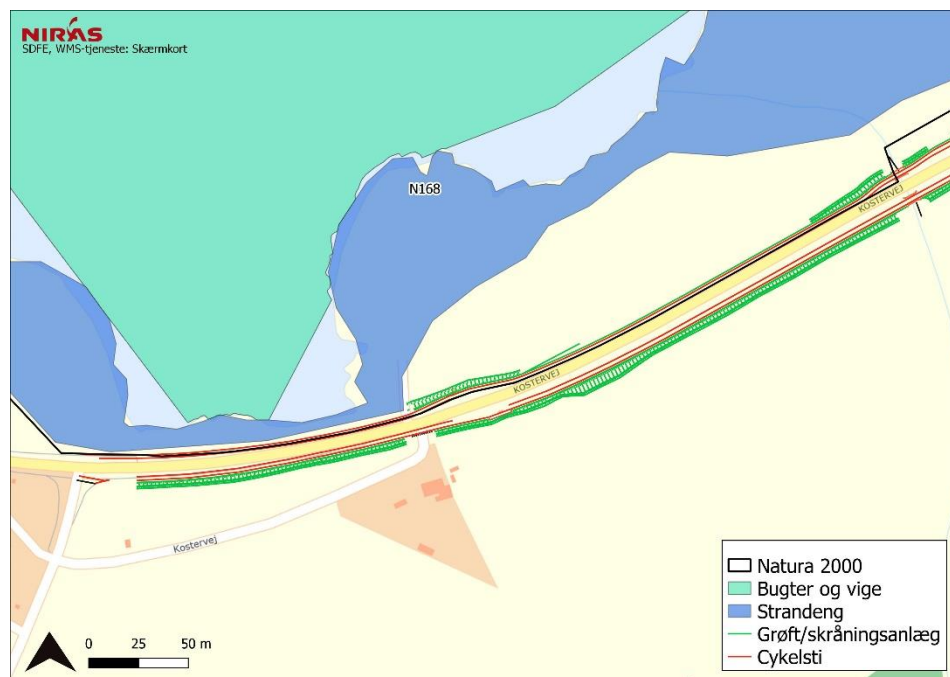 NIRAS
SDFE, WMS-tjeneste: Skærmkort
N168
KOSTERVEJ
KOSTERVEJ
Kostervej
Natura 2000
Bugter og vige
Strandeng
Grøft/skråningsanlæg
Cykelsti
0 25 50 m